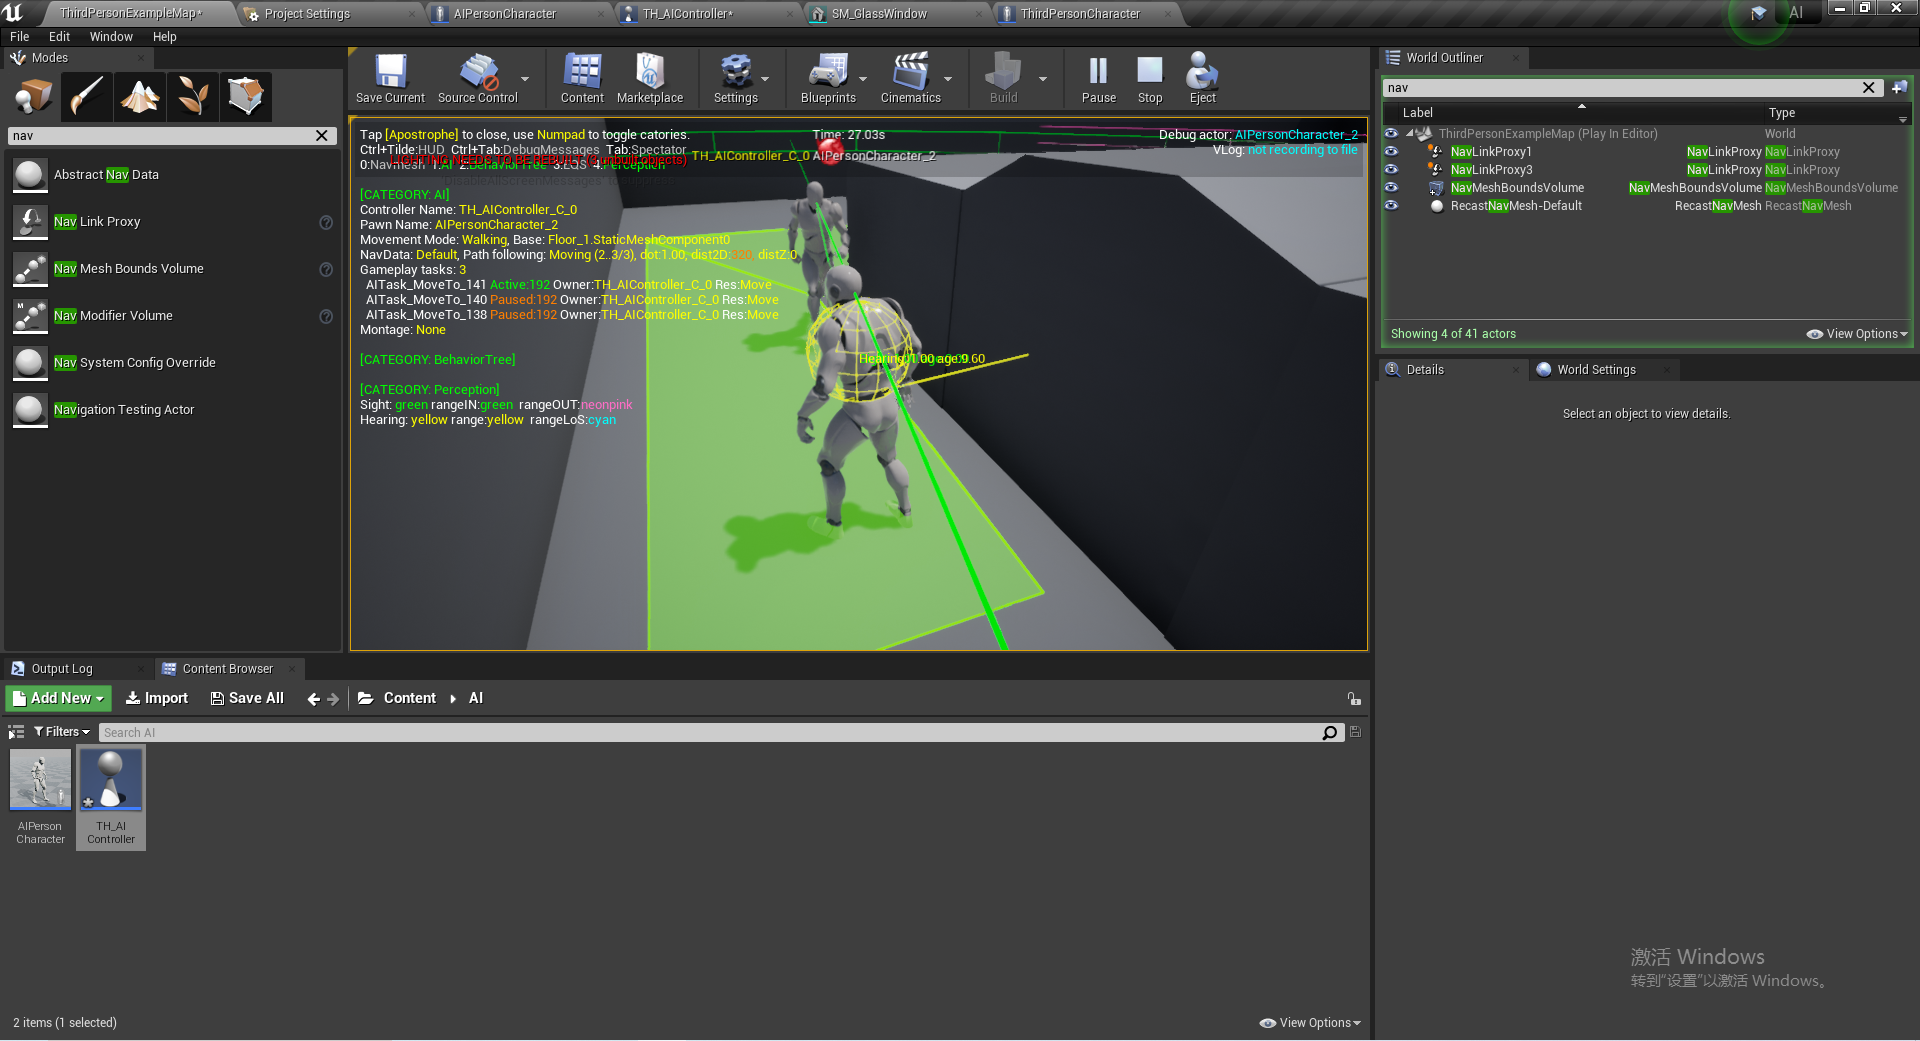 ThirdPersonExampleMap*
Project Settings
AIPersonCharacter
TH_AIController*
SM_GlassWindow
ThirdPersonCharacter
AI
File Edit Window Help
Modes
nav
Abstract Nav Data
Nav Link Proxy
Nav Mesh Bounds Volume
Nav Modifier Volume
Nav System Config Override
Navigation Testing Actor
Save Current
Source Control
Content
Marketplace
Settings
Blueprints
Cinematics
Build
Pause
Stop
Eject
Tap [Apostrophe] to close, use Numpad to toggle catories.
Time: 27.03s
Debug actor: AIPersonCharacter_2
Ctrl+Tilde:HUD Ctrl+Tab:DebugMessages Tab:Spectator
VLog: not recording to file
TH_AIController_C_0 AIPersonCharacter_2
0:Navmesh 1:AI 2:BehaviorTree 3:EQS 4:Perception
[CATEGORY: AI]
Controller Name: TH_AIController_C_0
Pawn Name: AIPersonCharacter_2
Movement Mode: Walking, Base: Floor_1.StaticMeshComponent0
NavData: Default, Path following: Moving (2..3/3), dot:1.00, dist2D:320, distZ:0
Gameplay tasks: 3
AITask_MoveTo_141 Active:192 Owner:TH_AIController_C_0 Res:Move
AITask_MoveTo_140 Paused:192 Owner:TH_AIController_C_0 Res:Move
AITask_MoveTo_138 Paused:192 Owner:TH_AIController_C_0 Res:Move
Montage: None
[CATEGORY: BehaviorTree]
[CATEGORY: Perception]
Sight: green rangeIN:green rangeOUT:neonpink
Hearing: yellow range:yellow rangeLoS:cyan
World Outliner
nav
Label Type
ThirdPersonExampleMap (Play In Editor) World
NavLinkProxy1 NavLinkProxy NavLinkProxy
NavLinkProxy3 NavLinkProxy NavLinkProxy
NavMeshBoundsVolume NavMeshBoundsVolume NavMeshBoundsVolume
RecastNavMesh-Default RecastNavMesh RecastNavMesh
Showing 4 of 41 actors
View Options
Details
World Settings
Select an object to view details.
Output Log
Content Browser
Add New Import Save All Content AI
Filters Search AI
AIPerson
Character
TH_AI
Controller
2 items (1 selected)
View Options
激活 Windows
转到"设置"以激活 Windows。